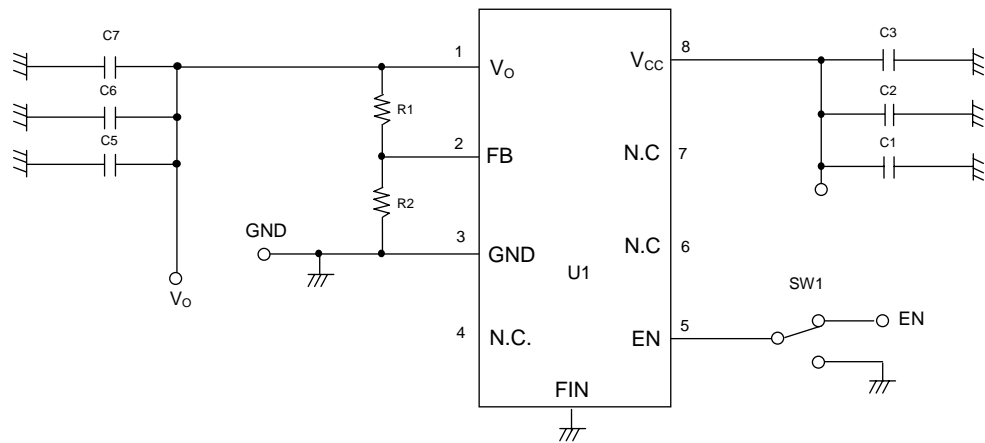 C7
C6
C5
VO
GND
R1
R2
1
2
3
4
VO
FB
GND
N.C.
U1
FIN
VCC
N.C
N.C
EN
8
7
6
5
C3
C2
C1
SW1
EN